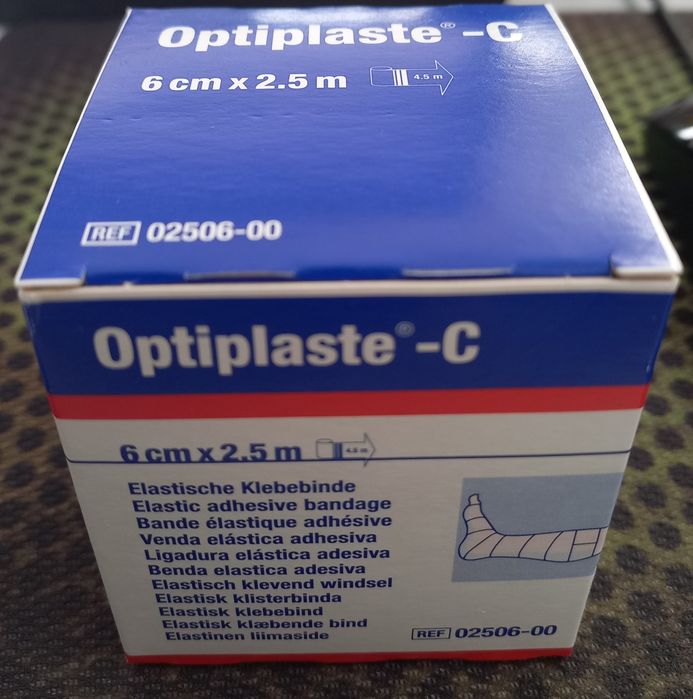 Optiplaste® -C
6 cm x 2.5 m 4.5 m
REF 02506-00
Optiplaste® -C
6 cm x 2.5 m 4.5 m
Elastische Klebebinde
Elastic adhesive bandage
Bande élastique adhésive
Venda elástica adhesiva
Ligadura elástica adesiva
Benda elastica adesiva
Elastisch klevend windsel
Elastisk klisterbinda
Elastisk klebebind
Elastisk klæbende bind
Elastinen liimaside
REF 02506-00